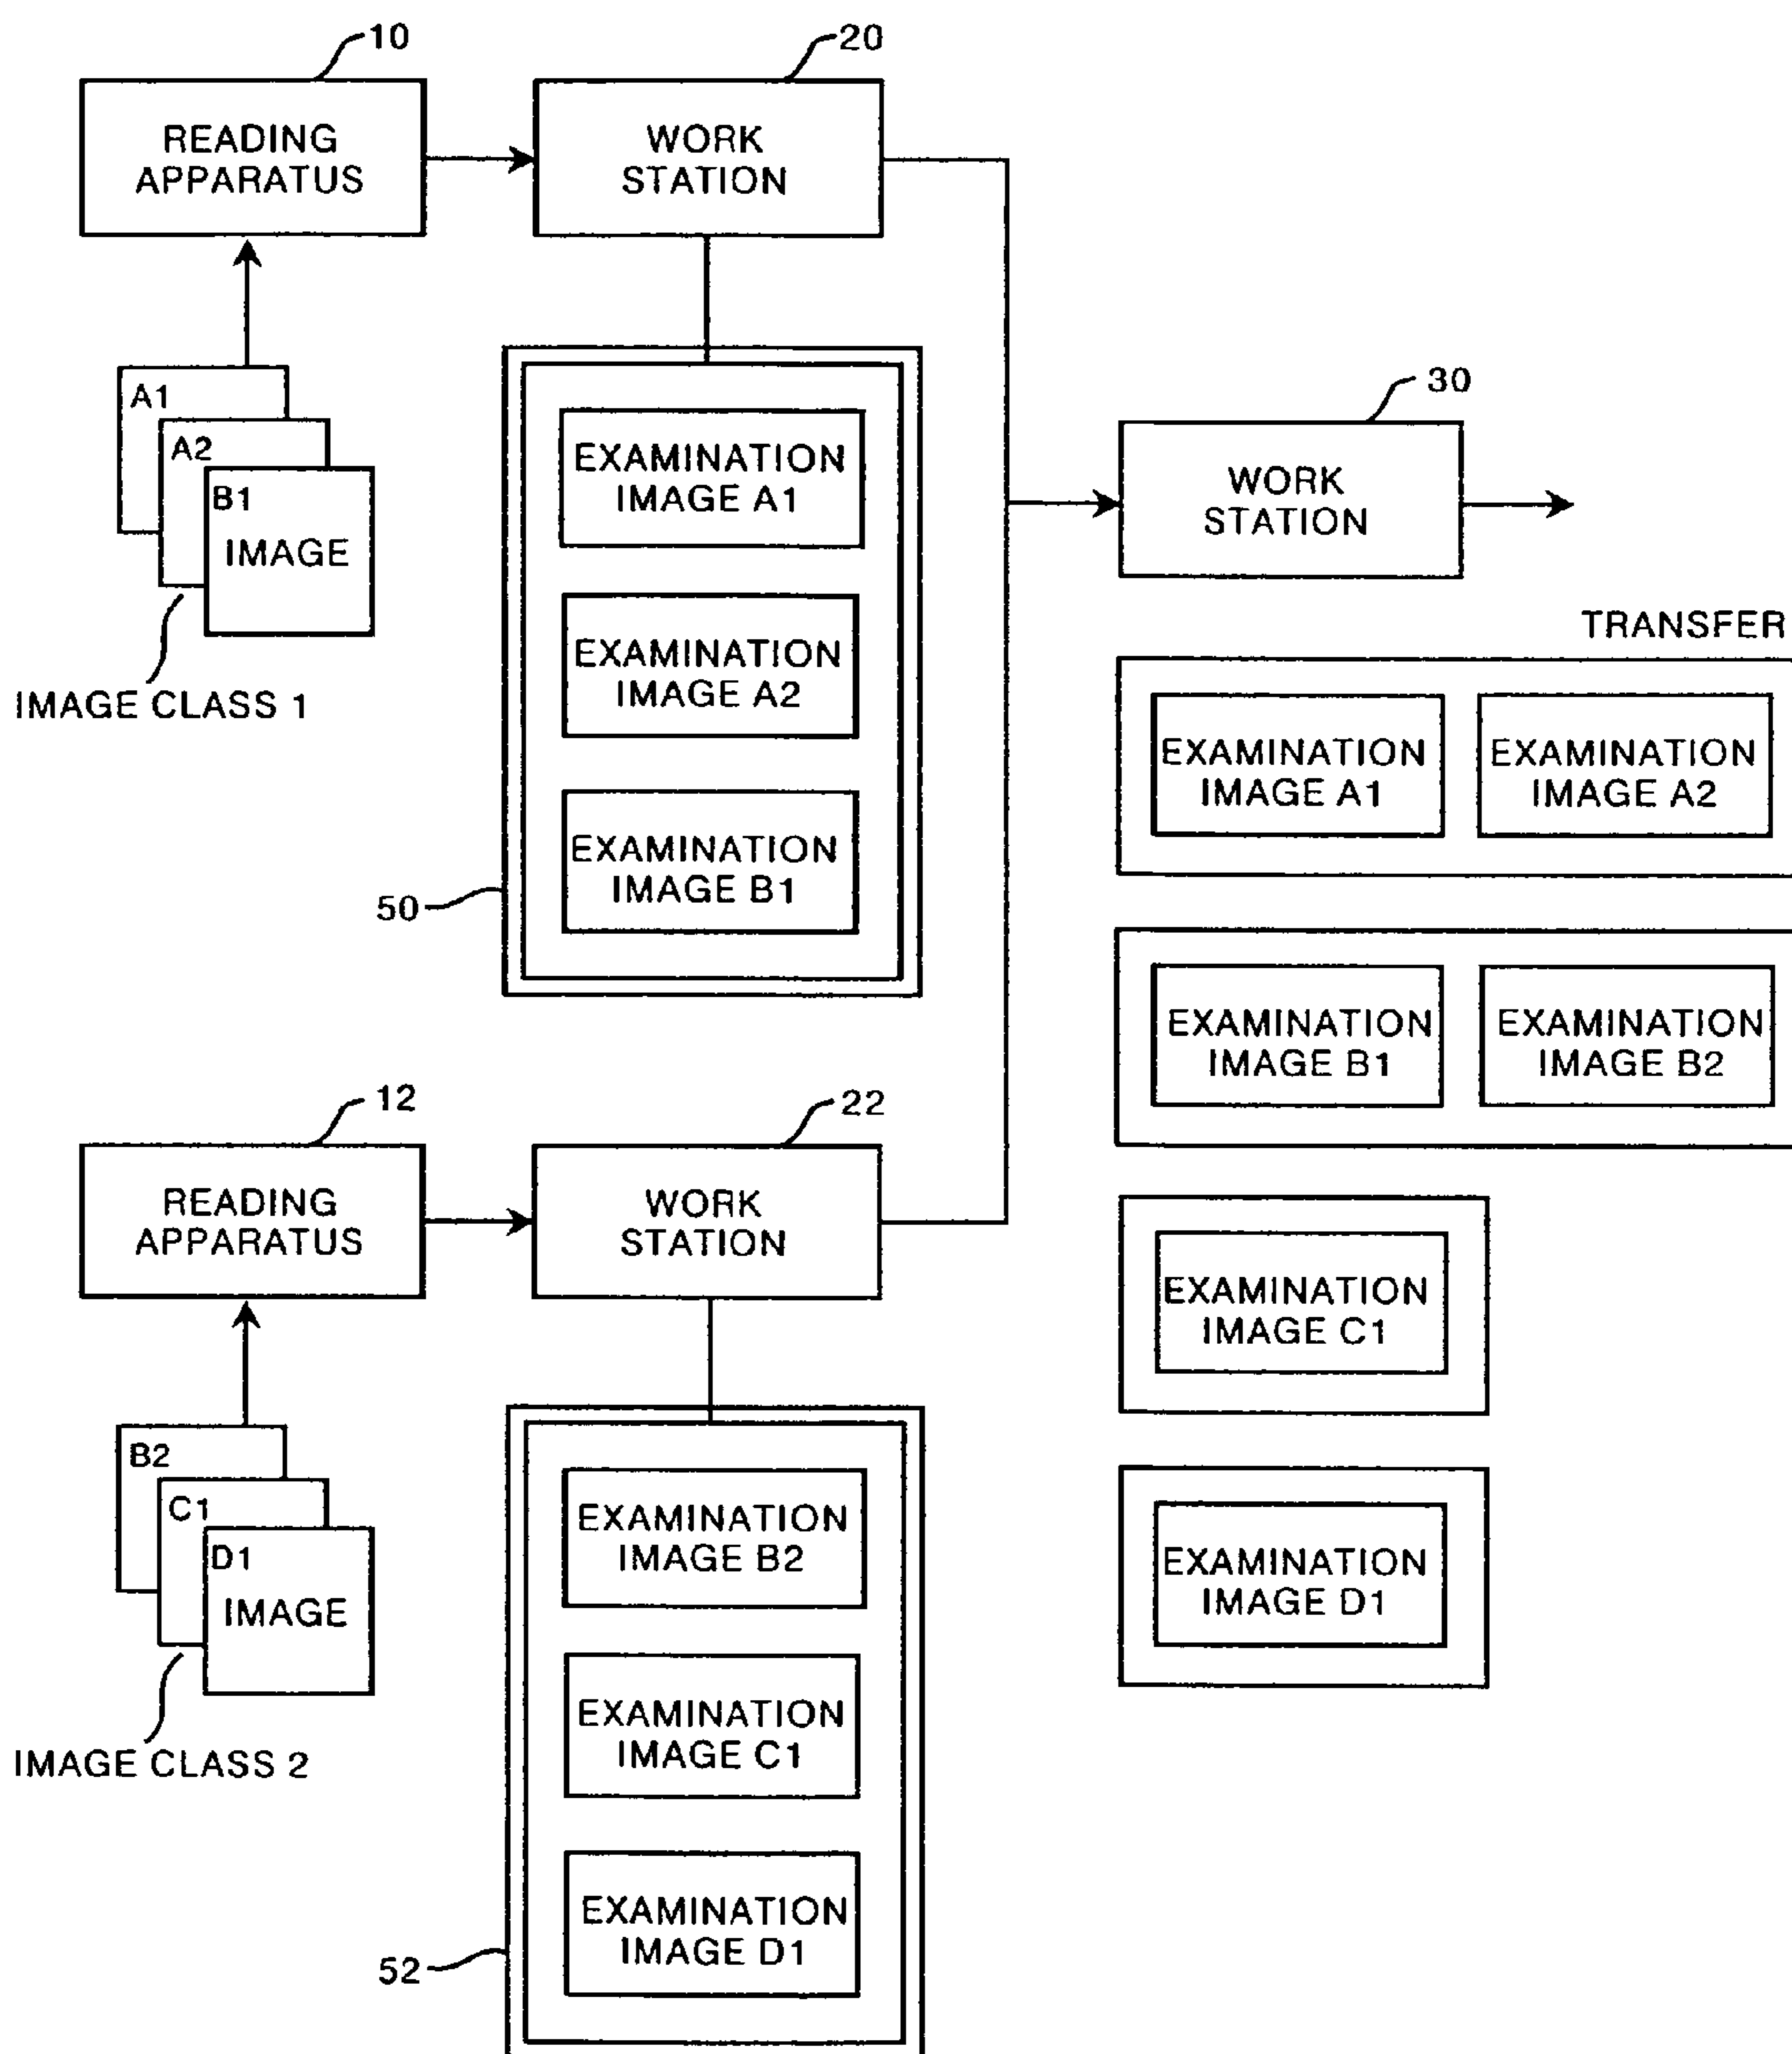 10
READING
APPARATUS
20
WORK
STATION
A1
A2
B1
IMAGE
IMAGE CLASS 1
EXAMINATION
IMAGE A1
EXAMINATION
IMAGE A2
EXAMINATION
IMAGE B1
50
30
WORK
STATION
TRANSFER
EXAMINATION
IMAGE A1
EXAMINATION
IMAGE A2
EXAMINATION
IMAGE B1
EXAMINATION
IMAGE B2
EXAMINATION
IMAGE C1
EXAMINATION
IMAGE D1
12
READING
APPARATUS
22
WORK
STATION
B2
C1
D1
IMAGE
IMAGE CLASS 2
EXAMINATION
IMAGE B2
EXAMINATION
IMAGE C1
EXAMINATION
IMAGE D1
52